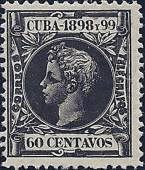 CUBA-1898 Y 99
CORREOS
TELEGRAFOS
60 CENTAVOS